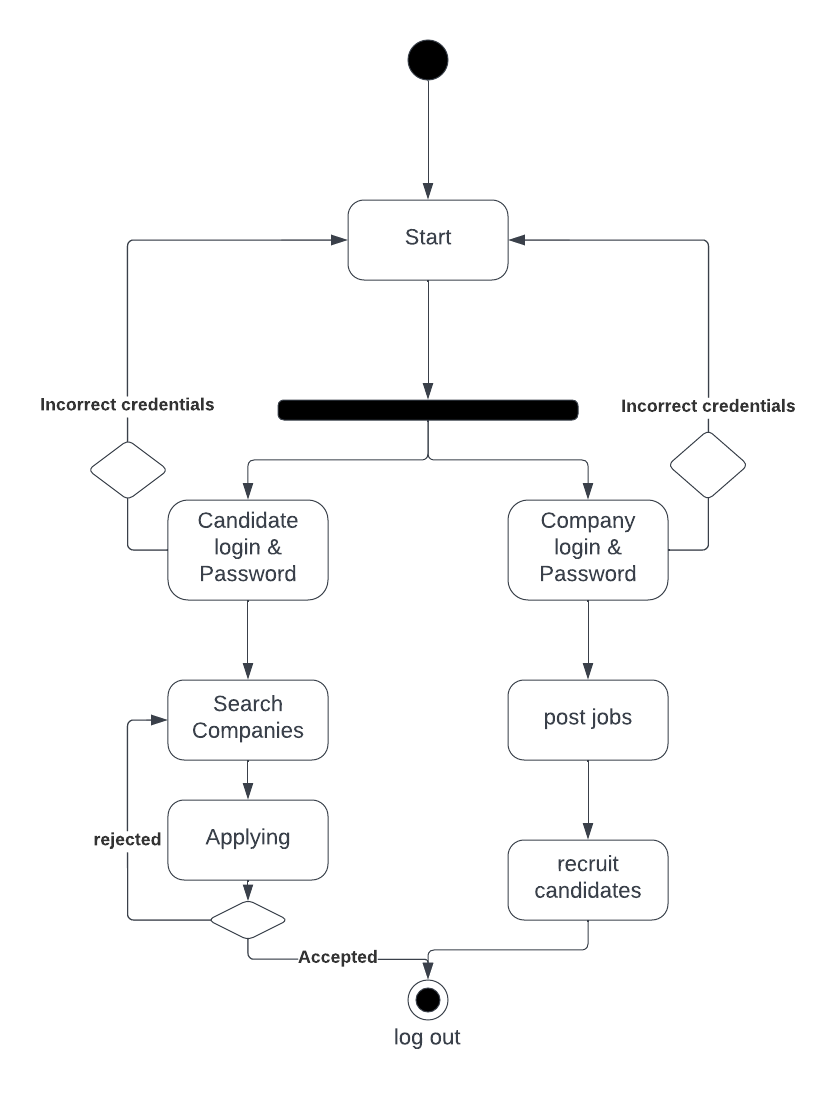 Start
Incorrect credentials
Incorrect credentials
Candidate
login &
Password
Company
login &
Password
Search
Companies
post jobs
rejected
Applying
recruit
candidates
Accepted
log out